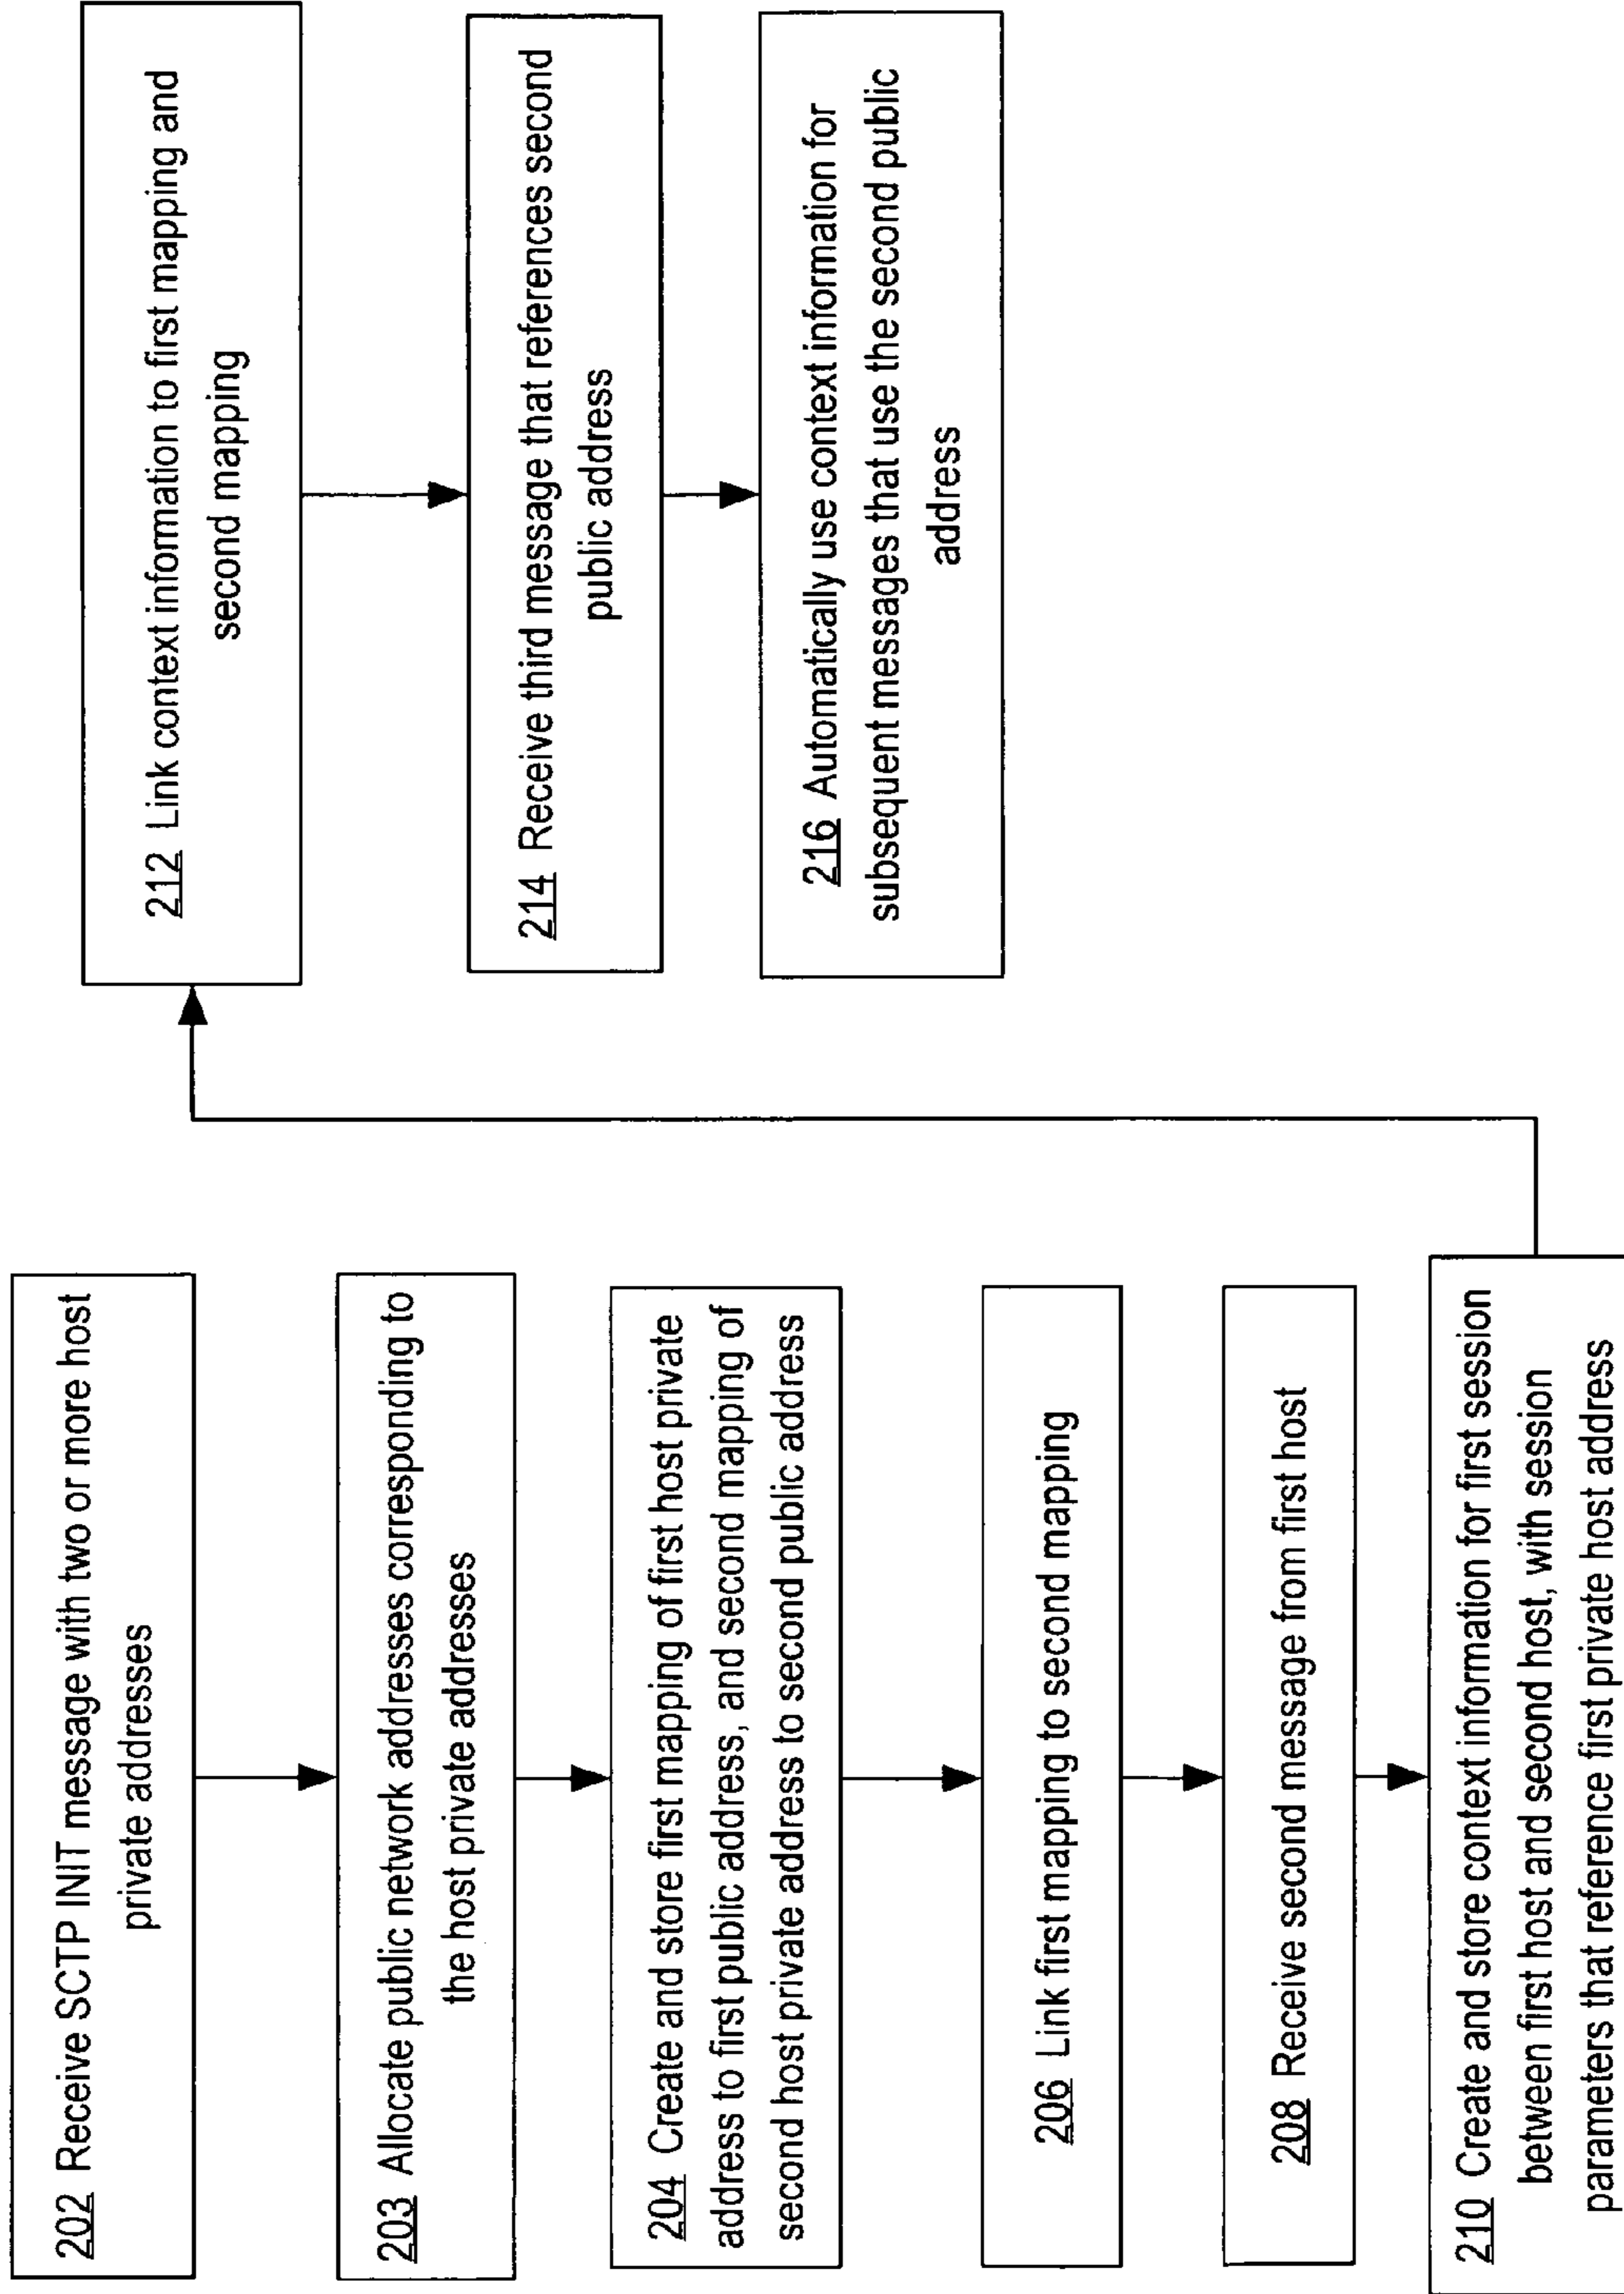 202 Receive SCTP INIT message with two or more host
private addresses
203 Allocate public network addresses corresponding to
the host private addresses
204 Create and store first mapping of first host private
address to first public address, and second mapping of
second host private address to second public address
206 Link first mapping to second mapping
208 Receive second message from first host
210 Create and store context information for first session
between first host and second host, with session
parameters that reference first private host address
212 Link context information to first mapping and
second mapping
214 Receive third message that references second
public address
216 Automatically use context information for
subsequent messages that use the second public
address